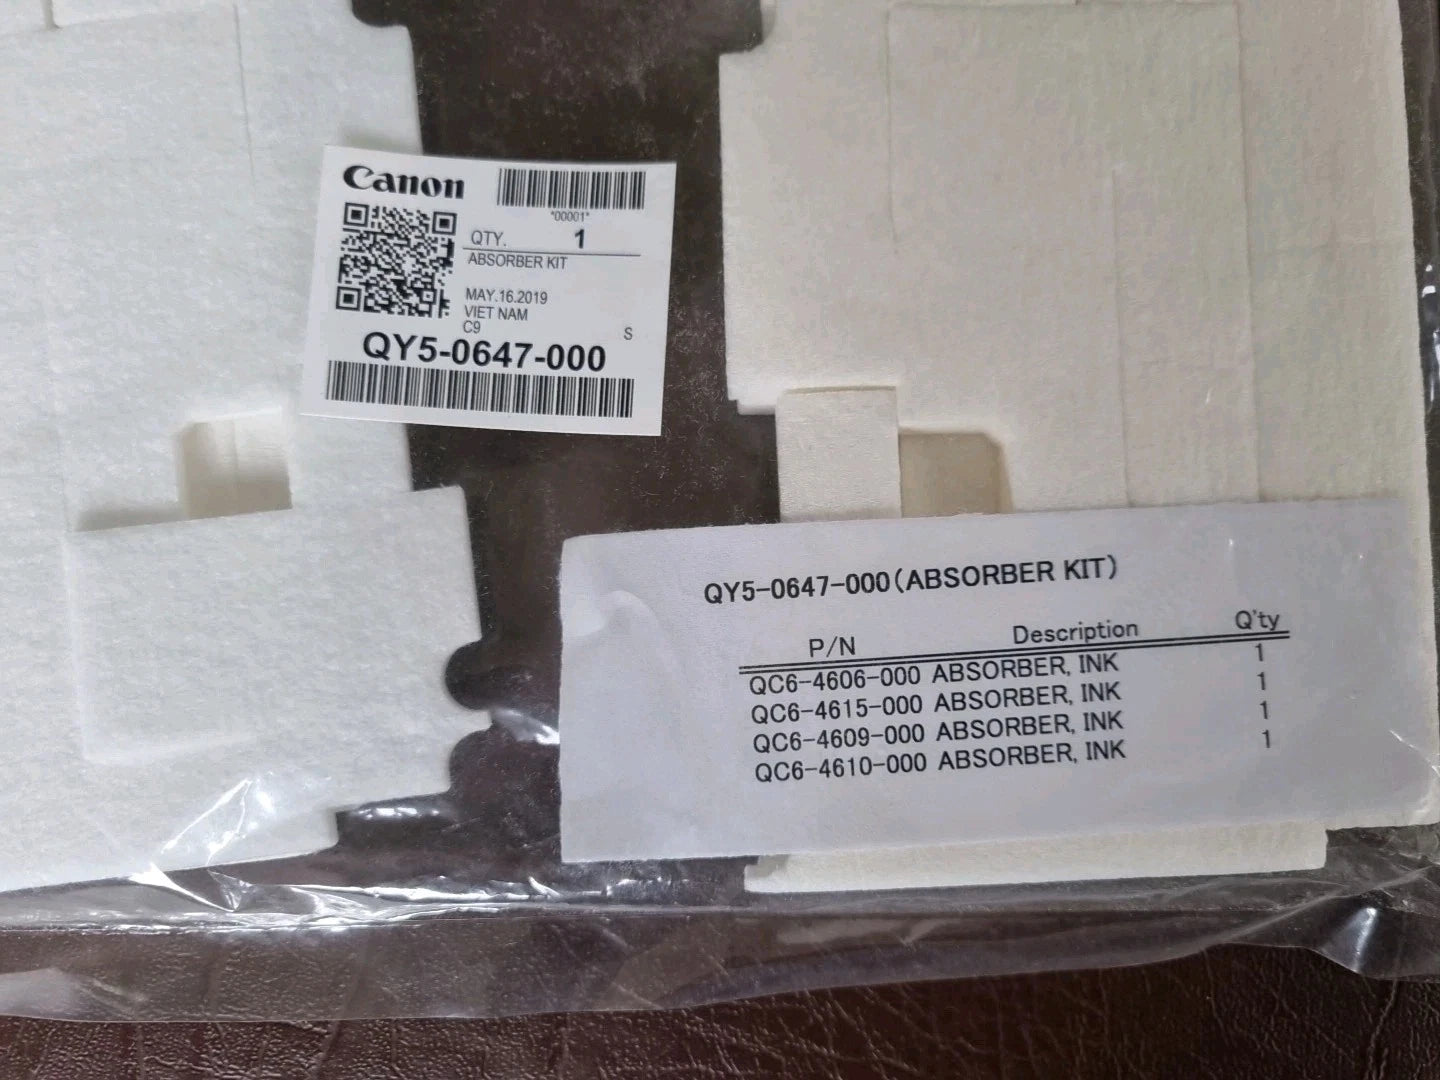 Canon
*00001*
QTY. 1
ABSORBER KIT
MAY.16.2019
VIET NAM
C9 S
QY5-0647-000
QY5-0647-000(ABSORBER KIT)
P/N Description Q'ty
QC6-4606-000 ABSORBER, INK 1
QC6-4615-000 ABSORBER, INK 1
QC6-4609-000 ABSORBER, INK 1
QC6-4610-000 ABSORBER, INK 1